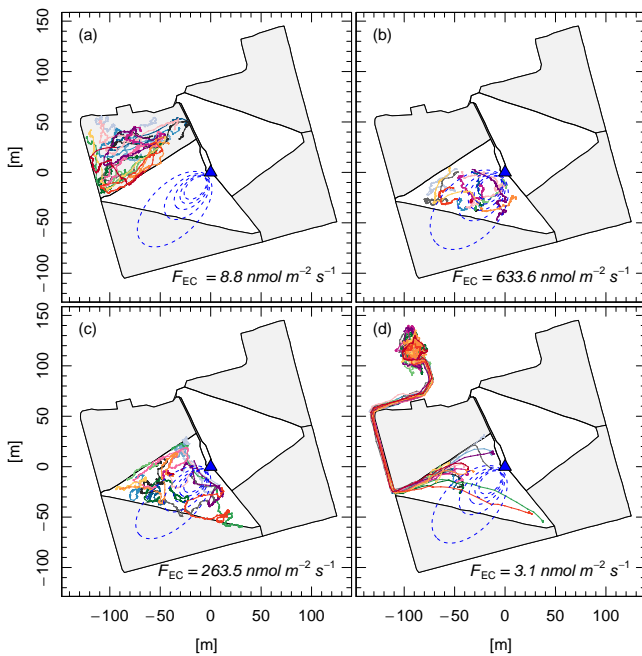 (a)
(b)
[m]
150
100
50
0
−50
−100
F_EC = 8.8 nmol m⁻² s⁻¹
F_EC = 633.6 nmol m⁻² s⁻¹
(c)
(d)
[m]
150
100
50
0
−50
−100
F_EC = 263.5 nmol m⁻² s⁻¹
F_EC = 3.1 nmol m⁻² s⁻¹
−100 −50 0 50 100
−100 −50 0 50 100
[m]
[m]